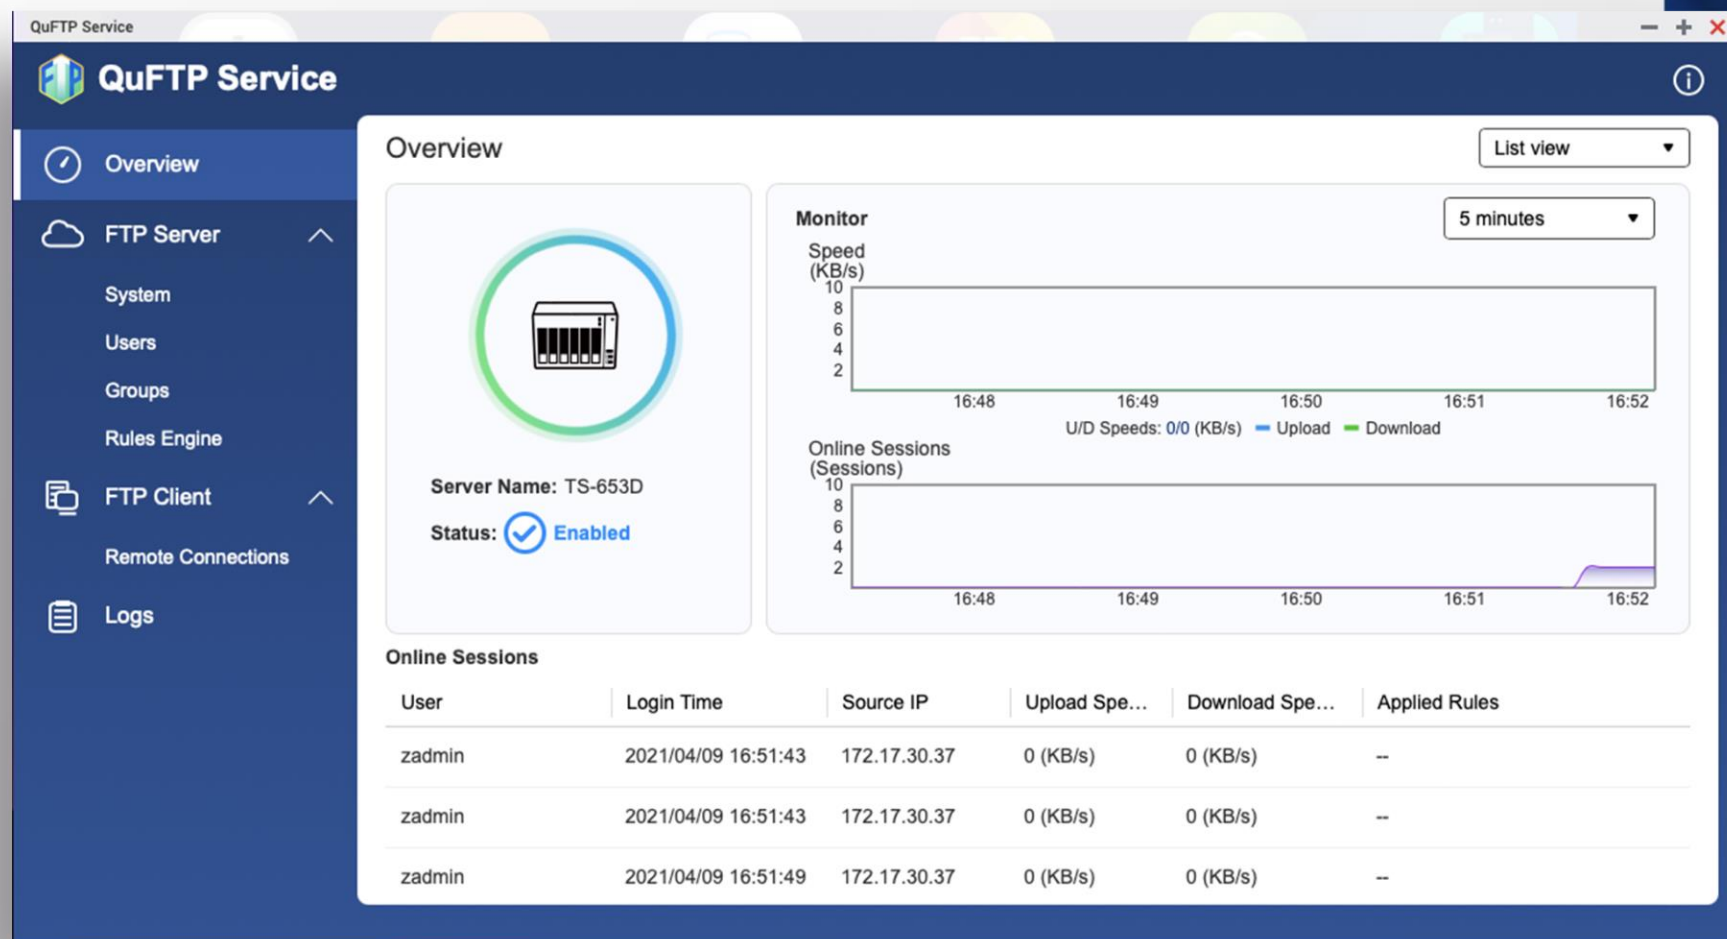 QuFTP Service
QuFTP Service
Overview
FTP Server
System
Users
Groups
Rules Engine
FTP Client
Remote Connections
Logs
Overview
List view
Server Name: TS-653D
Status: Enabled
Monitor
5 minutes
Speed
(KB/s)
10
8
6
4
2
16:48 16:49 16:50 16:51 16:52
U/D Speeds: 0/0 (KB/s) Upload Download
Online Sessions
(Sessions)
10
8
6
4
2
16:48 16:49 16:50 16:51 16:52
Online Sessions
User Login Time Source IP Upload Spe... Download Spe... Applied Rules
zadmin 2021/04/09 16:51:43 172.17.30.37 0 (KB/s) 0 (KB/s) --
zadmin 2021/04/09 16:51:43 172.17.30.37 0 (KB/s) 0 (KB/s) --
zadmin 2021/04/09 16:51:49 172.17.30.37 0 (KB/s) 0 (KB/s) --